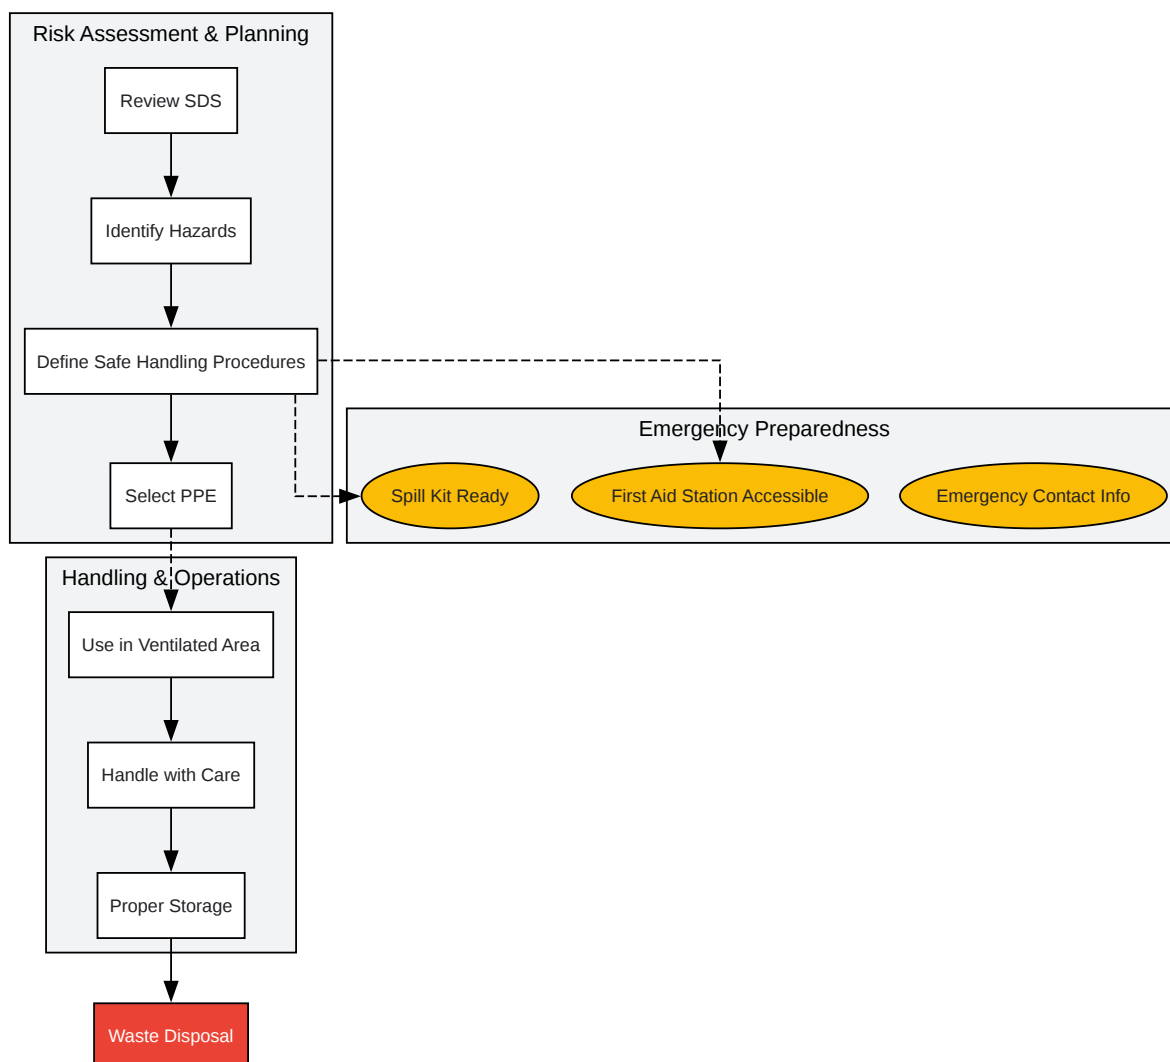 Risk Assessment & Planning
Review SDS
Identify Hazards
Define Safe Handling Procedures
Select PPE
Emergency Preparedness
Spill Kit Ready
First Aid Station Accessible
Emergency Contact Info
Handling & Operations
Use in Ventilated Area
Handle with Care
Proper Storage
Waste Disposal